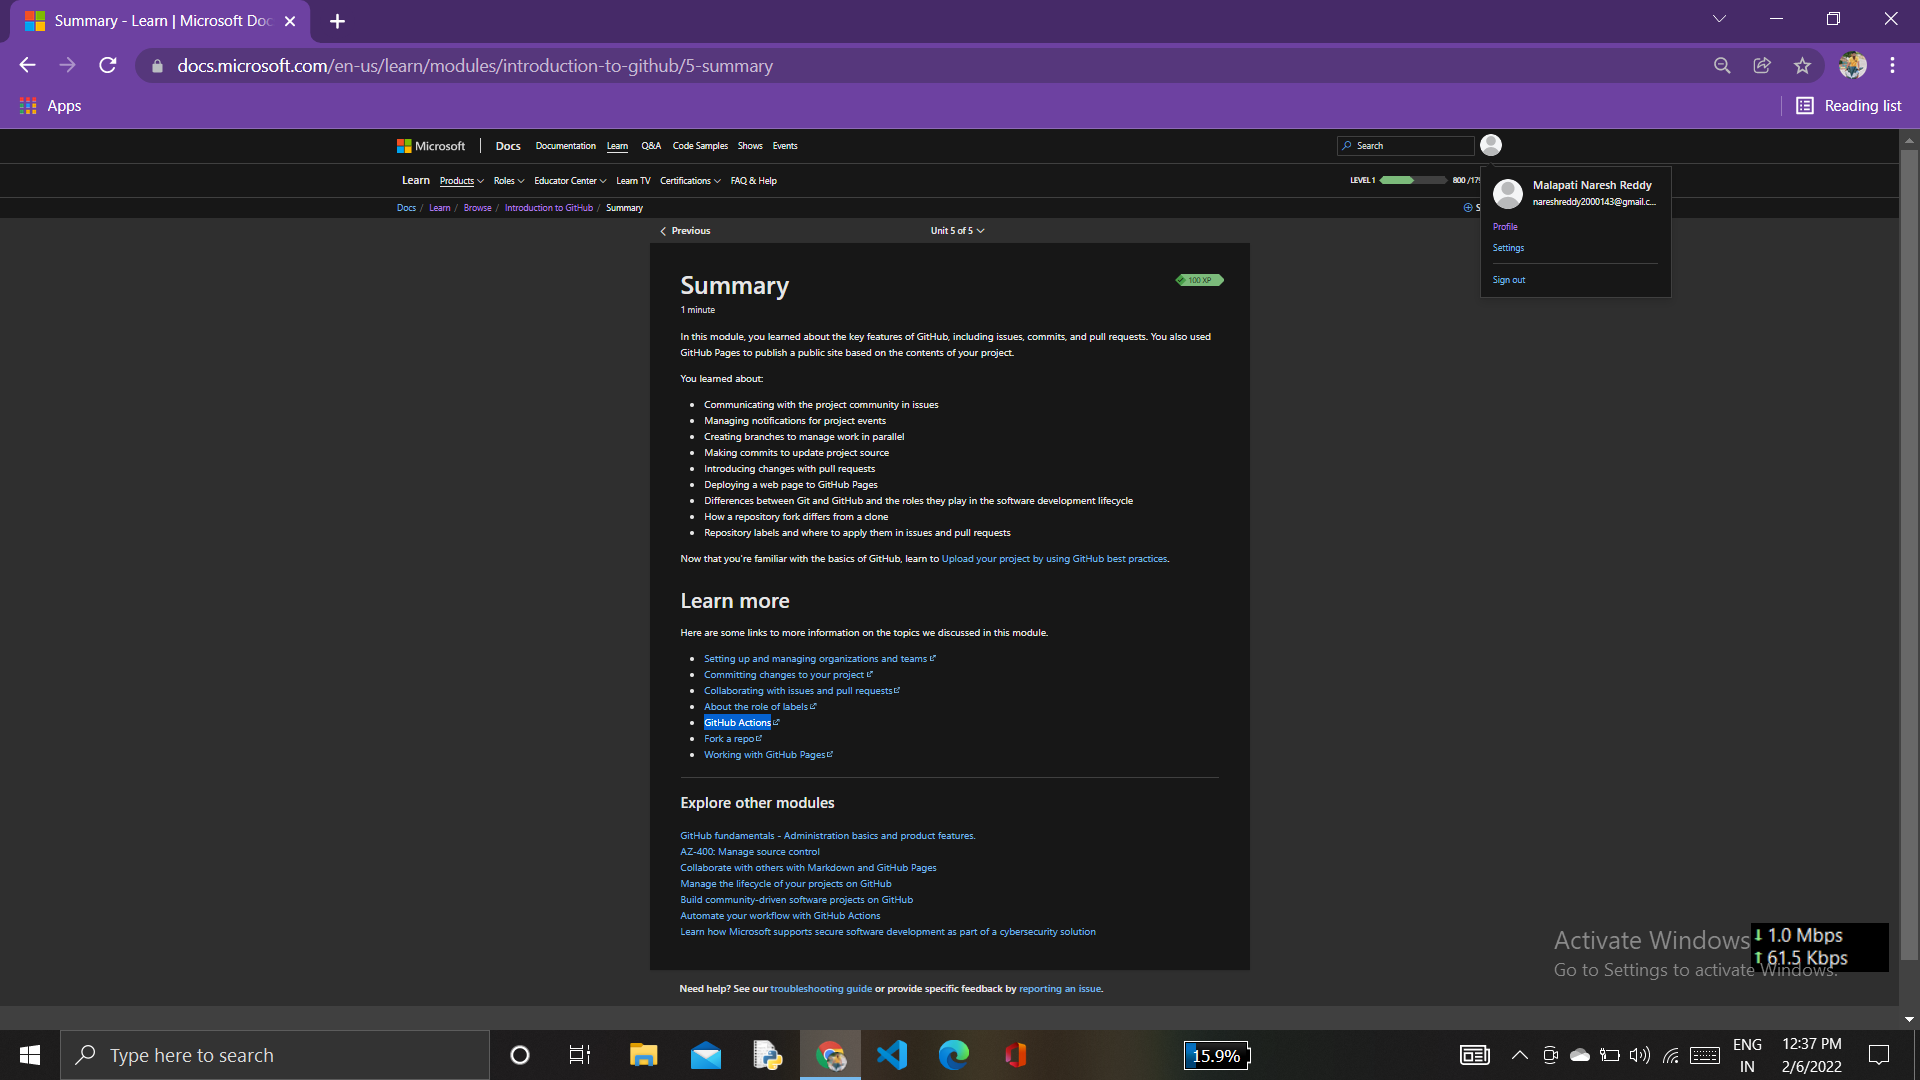 Summary - Learn | Microsoft Doc
docs.microsoft.com/en-us/learn/modules/introduction-to-github/5-summary
Apps
Reading list
Microsoft
Docs
Documentation
Learn
Q&A
Code Samples
Shows
Events
Search
Learn
Products
Roles
Educator Center
Learn TV
Certifications
FAQ & Help
LEVEL 1
800 /179
Malapati Naresh Reddy
nareshreddy2000143@gmail.c...
Profile
Settings
Sign out
Docs / Learn / Browse / Introduction to GitHub / Summary
S
Previous
Unit 5 of 5
Summary
100 XP
1 minute
In this module, you learned about the key features of GitHub, including issues, commits, and pull requests. You also used
GitHub Pages to publish a public site based on the contents of your project.
You learned about:
• Communicating with the project community in issues
• Managing notifications for project events
• Creating branches to manage work in parallel
• Making commits to update project source
• Introducing changes with pull requests
• Deploying a web page to GitHub Pages
• Differences between Git and GitHub and the roles they play in the software development lifecycle
• How a repository fork differs from a clone
• Repository labels and where to apply them in issues and pull requests
Now that you're familiar with the basics of GitHub, learn to Upload your project by using GitHub best practices.
Learn more
Here are some links to more information on the topics we discussed in this module.
• Setting up and managing organizations and teams
• Committing changes to your project
• Collaborating with issues and pull requests
• About the role of labels
• GitHub Actions
• Fork a repo
• Working with GitHub Pages
Explore other modules
GitHub fundamentals - Administration basics and product features.
AZ-400: Manage source control
Collaborate with others with Markdown and GitHub Pages
Manage the lifecycle of your projects on GitHub
Build community-driven software projects on GitHub
Automate your workflow with GitHub Actions
Learn how Microsoft supports secure software development as part of a cybersecurity solution
Need help? See our troubleshooting guide or provide specific feedback by reporting an issue.
Activate Windows
Go to Settings to activate Windows.
↓ 1.0 Mbps
↑ 61.5 Kbps
Type here to search
15.9%
ENG
IN
12:37 PM
2/6/2022